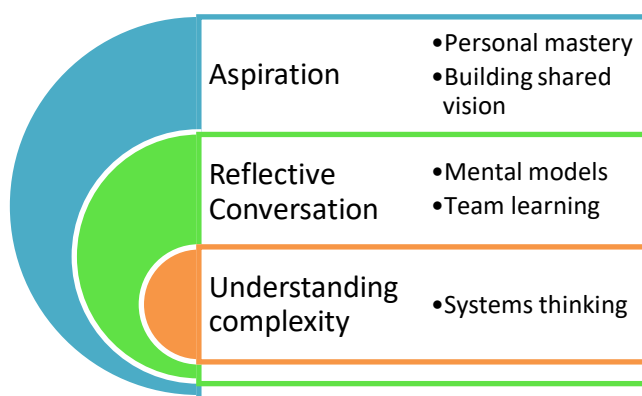 Aspiration
•Personal mastery
•Building shared
vision
Reflective
Conversation
•Mental models
•Team learning
Understanding
complexity
•Systems thinking